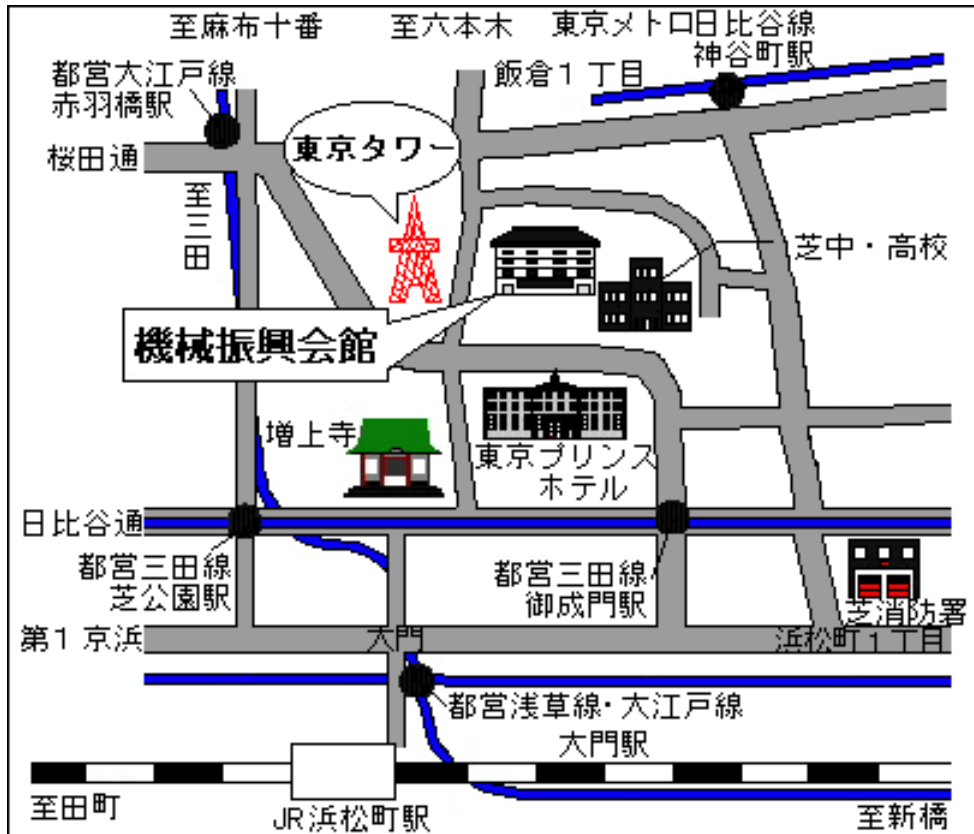 至麻布十番
至六本木
東京メトロ日比谷線
神谷町駅
都営大江戸線
赤羽橋駅
飯倉1丁目
桜田通
東京タワー
至三田
芝中・高校
機械振興会館
増上寺
東京プリンス
ホテル
日比谷通
都営三田線
芝公園駅
都営三田線
御成門駅
芝消防署
第1京浜
大門
浜松町1丁目
都営浅草線・大江戸線
大門駅
至田町
JR浜松町駅
至新橋